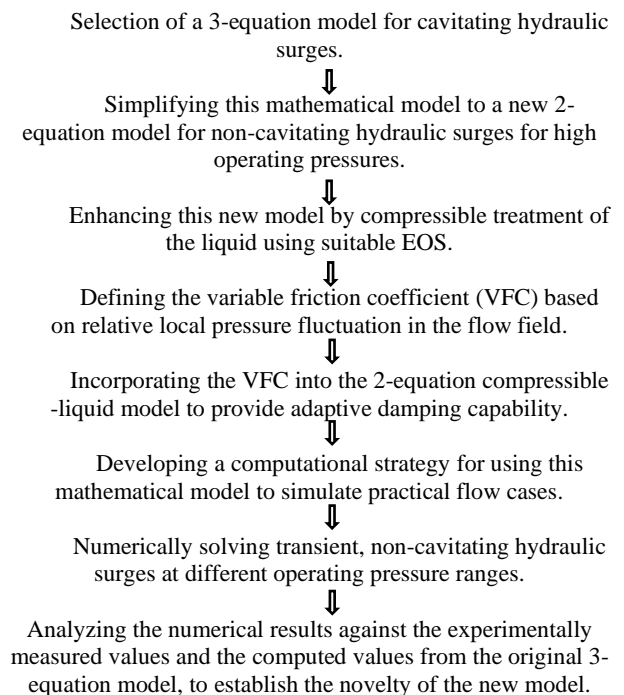 Selection of a 3-equation model for cavitating hydraulic
surges.
⇓
Simplifying this mathematical model to a new 2-
equation model for non-cavitating hydraulic surges for high
operating pressures.
⇓
Enhancing this new model by compressible treatment of
the liquid using suitable EOS.
⇓
Defining the variable friction coefficient (VFC) based
on relative local pressure fluctuation in the flow field.
⇓
Incorporating the VFC into the 2-equation compressible
-liquid model to provide adaptive damping capability.
⇓
Developing a computational strategy for using this
mathematical model to simulate practical flow cases.
⇓
Numerically solving transient, non-cavitating hydraulic
surges at different operating pressure ranges.
⇓
Analyzing the numerical results against the experimentally
measured values and the computed values from the original 3-
equation model, to establish the novelty of the new model.